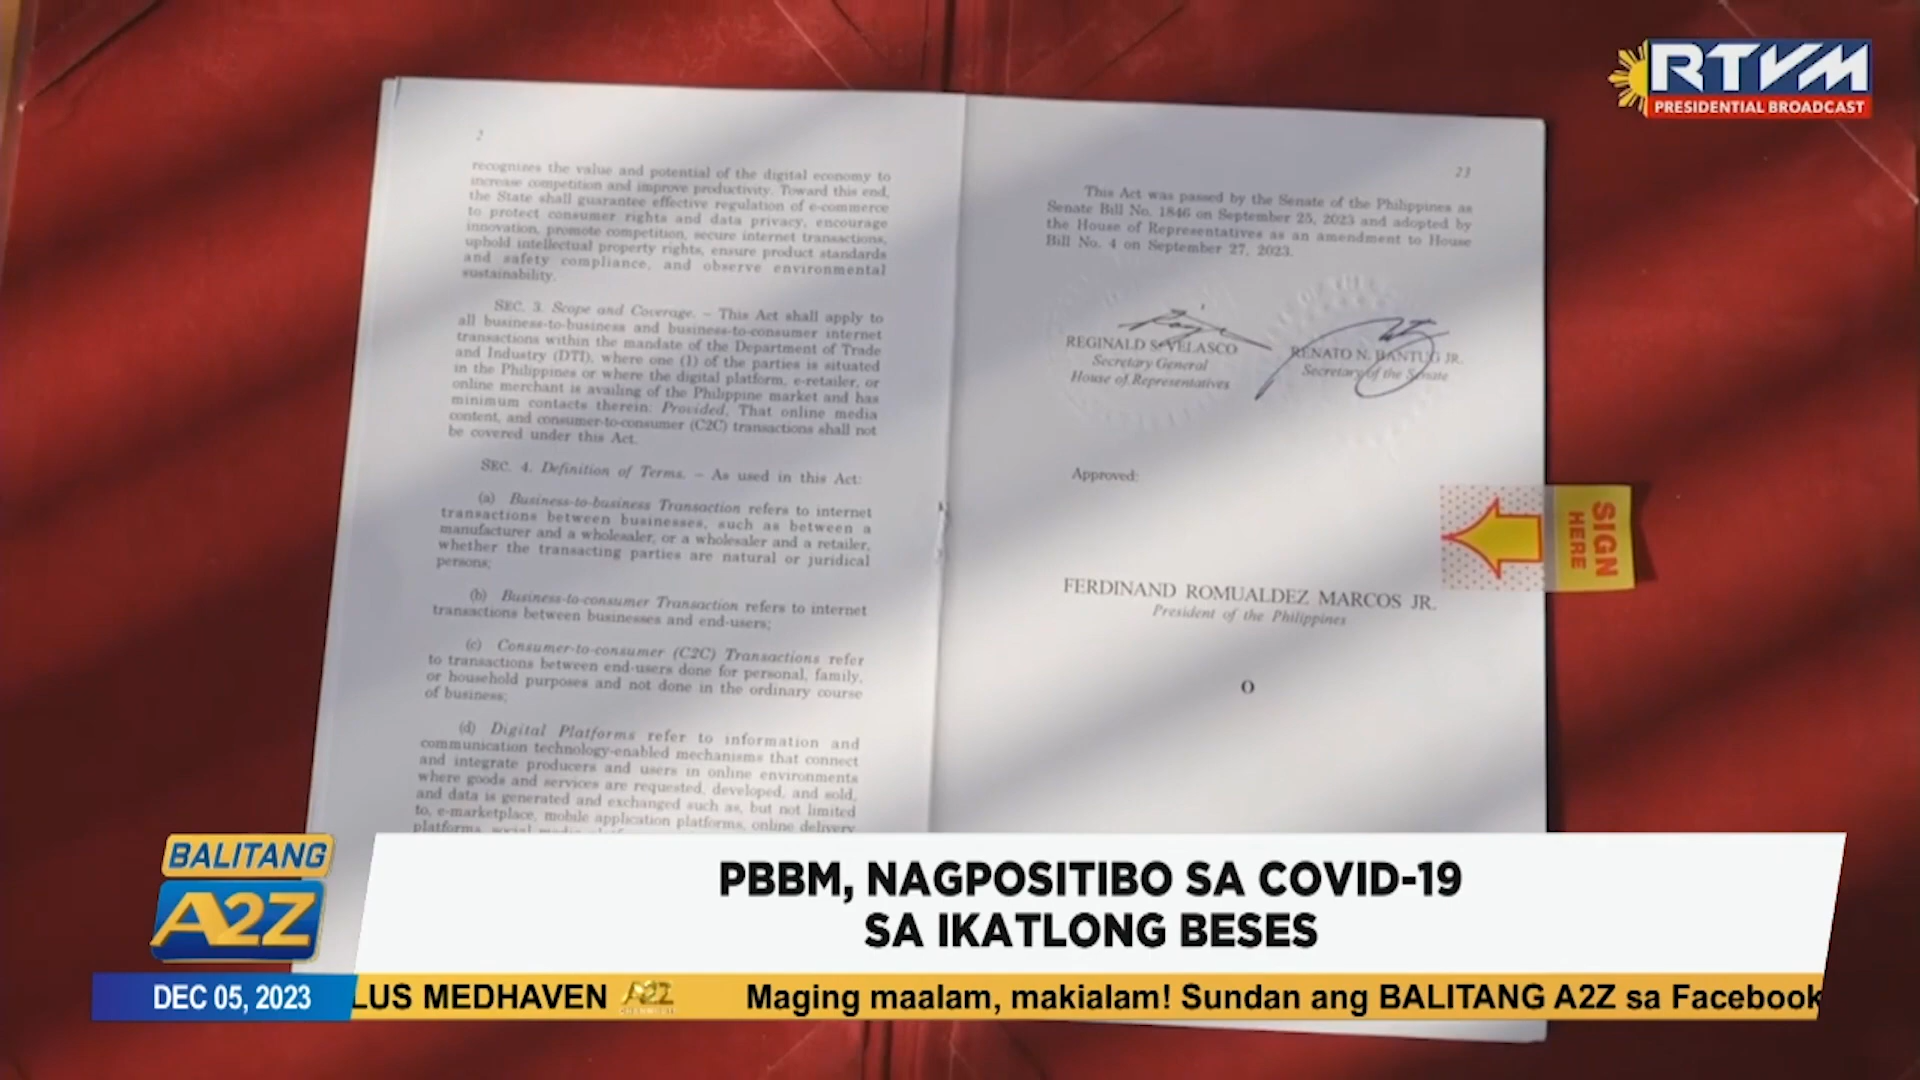 RTVM
PRESIDENTIAL BROADCAST
2
recognizes the value and potential of the digital economy to
increase competition and improve productivity. Toward this end,
the State shall guarantee effective regulation of e-commerce
to protect consumer rights and data privacy, encourage
innovation, promote competition, secure internet transactions,
uphold intellectual property rights, ensure product standards
and safety compliance, and observe environmental
sustainability.
SEC. 3. Scope and Coverage. – This Act shall apply to
all business-to-business and business-to-consumer internet
transactions within the mandate of the Department of Trade
and Industry (DTI), where one (1) of the parties is situated
in the Philippines or where the digital platform, e-retailer, or
online merchant is availing of the Philippine market and has
minimum contacts therein: Provided, That online media
content, and consumer-to-consumer (C2C) transactions shall not
be covered under this Act.
SEC. 4. Definition of Terms. – As used in this Act:
(a) Business-to-business Transaction refers to internet
transactions between businesses, such as between a
manufacturer and a wholesaler, or a wholesaler and a retailer,
whether the transacting parties are natural or juridical
persons;
(b) Business-to-consumer Transaction refers to internet
transactions between businesses and end-users;
(c) Consumer-to-consumer (C2C) Transactions refer
to transactions between end-users done for personal, family,
or household purposes and not done in the ordinary course
of business;
(d) Digital Platforms refer to information and
communication technology-enabled mechanisms that connect
and integrate producers and users in online environments
where goods and services are requested, developed, and sold,
and data is generated and exchanged such as, but not limited
to, e-marketplace, mobile application platforms, online delivery
platforms, social media
23
This Act was passed by the Senate of the Philippines as
Senate Bill No. 1846 on September 25, 2023 and adopted by
the House of Representatives as an amendment to House
Bill No. 4 on September 27, 2023.
REGINALD S. VELASCO
Secretary General
House of Representatives
RENATO N. BANTUG JR.
Secretary of the Senate
Approved:
SIGN
HERE
FERDINAND ROMUALDEZ MARCOS JR.
President of the Philippines
O
BALITANG
A2Z
PBBM, NAGPOSITIBO SA COVID-19
SA IKATLONG BESES
DEC 05, 2023
LUS MEDHAVEN A2Z Maging maalam, makialam! Sundan ang BALITANG A2Z sa Facebook